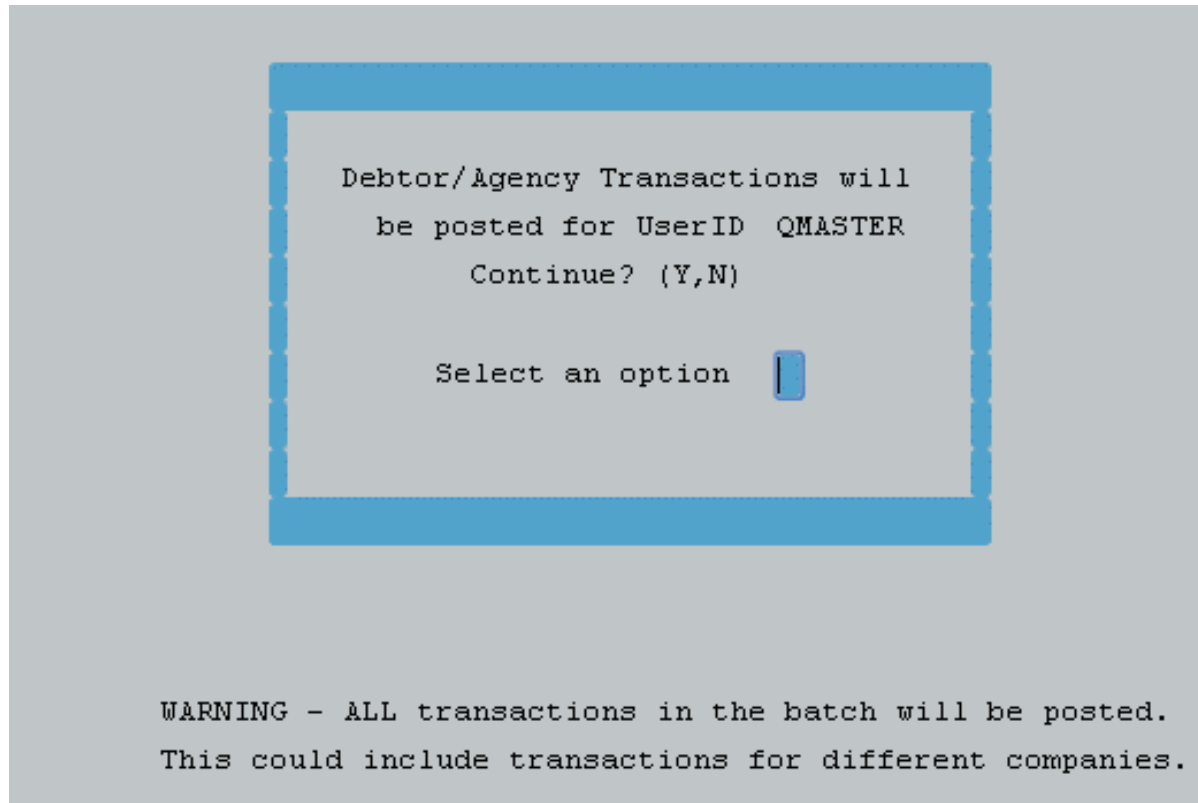 Debtor/Agency Transactions will
be posted for UserID QMASTER
Continue? (Y,N)
Select an option
WARNING - ALL transactions in the batch will be posted.
This could include transactions for different companies.